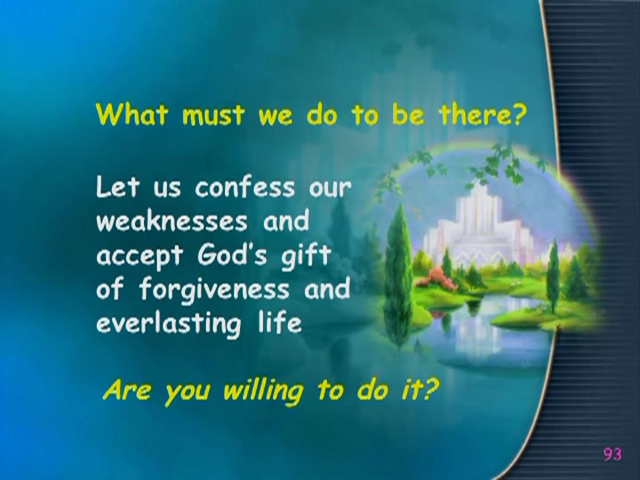 What must we do to be there?
Let us confess our
weaknesses and
accept God's gift
of forgiveness and
everlasting life
Are you willing to do it?
93